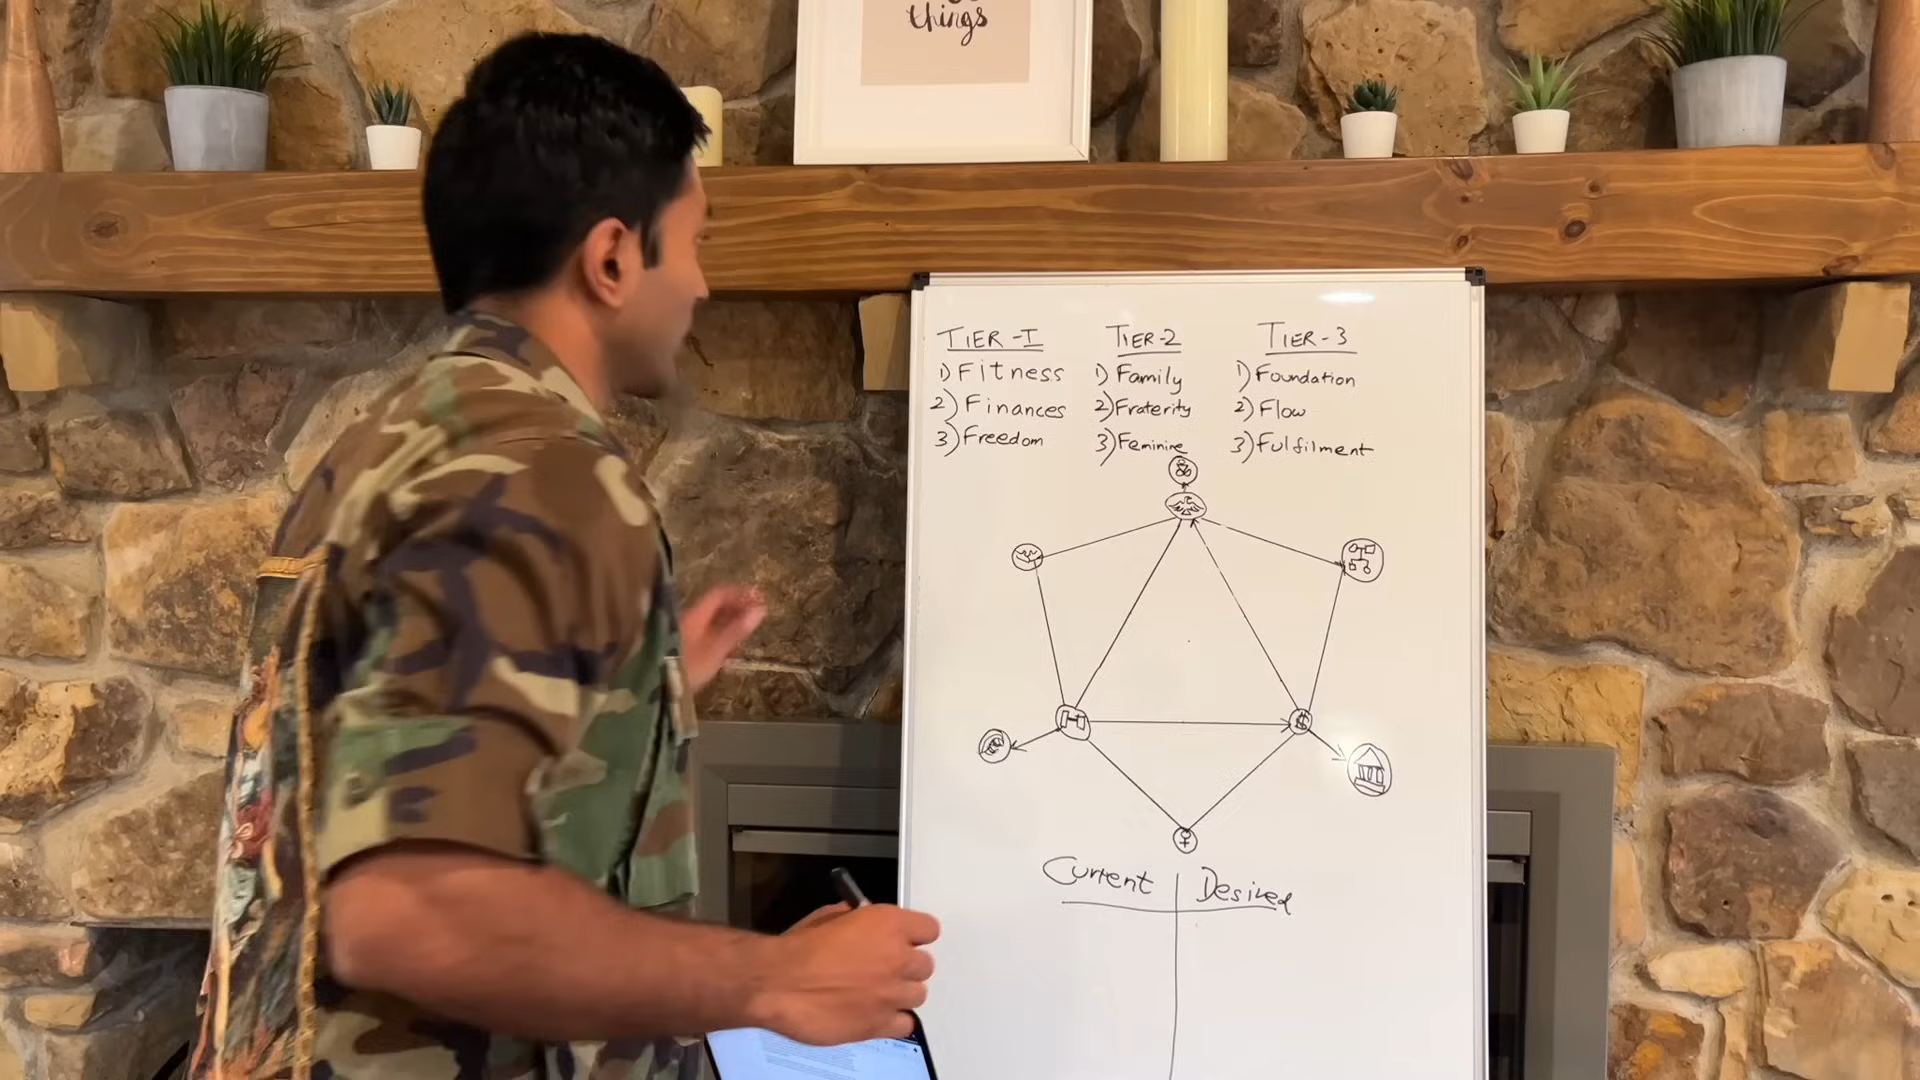 things
TIER-I
1) Fitness
2) Finances
3) Freedom
TIER-2
1) Family
2) Fraterity
3) Feminine
TIER-3
1) Foundation
2) Flow
3) Fulfilment
$
Current
Desired